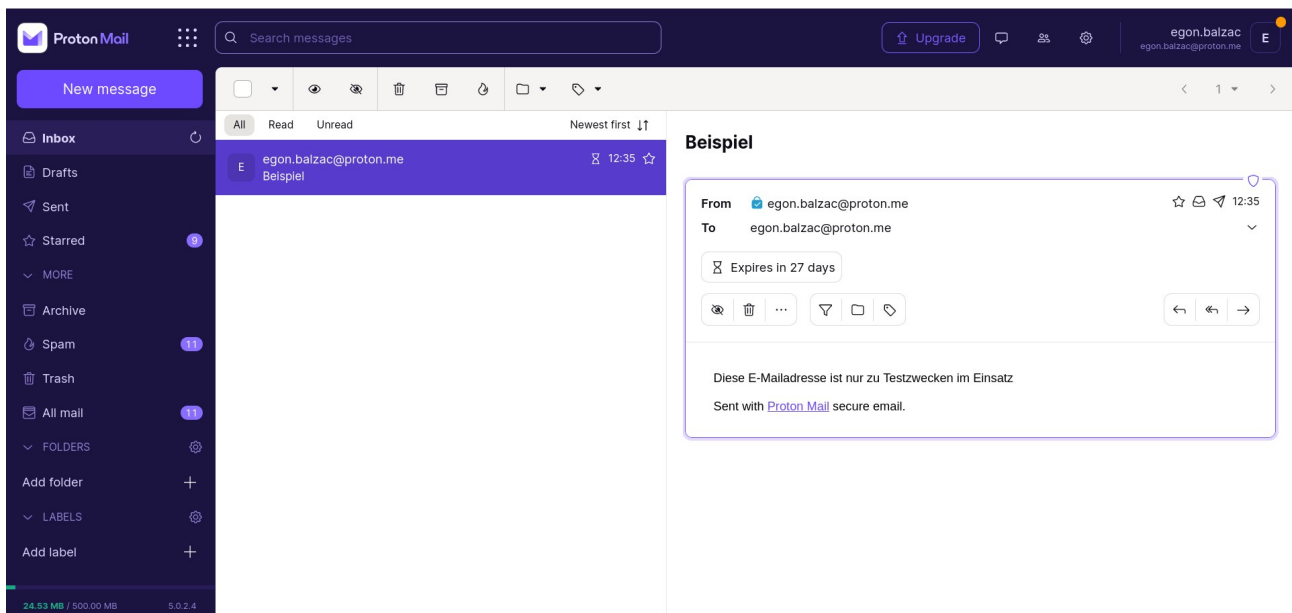 Proton Mail
Search messages
Upgrade
egon.balzac
egon.balzac@proton.me
E
New message
1
Inbox
Drafts
Sent
Starred 9
MORE
Archive
Spam 11
Trash
All mail 11
FOLDERS
Add folder
LABELS
Add label
24.53 MB / 500.00 MB 5.0.2.4
All Read Unread Newest first
E
egon.balzac@proton.me 12:35
Beispiel
Beispiel
From egon.balzac@proton.me 12:35
To egon.balzac@proton.me
Expires in 27 days
Diese E-Mailadresse ist nur zu Testzwecken im Einsatz
Sent with Proton Mail secure email.